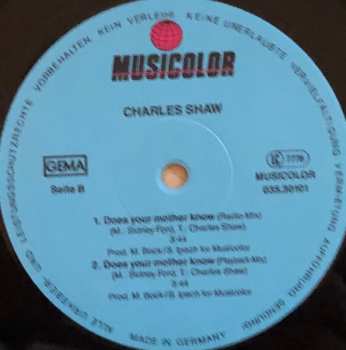 MUSICOLOR
CHARLES SHAW
GEMA
Seite B
LC 7779
MUSICOLOR
035.30101
1. Does your mother know (Radio-Mix)
(M.: Sidney Ford, T.: Charles Shaw)
3:44
Prod. M. Bock/S. Ipach for Musicolor
2. Does your mother know (Playback-Mix)
(M.: Sidney Ford, T.: Charles Shaw)
3:44
Prod. M. Bock/S. Ipach for Musicolor
ALLE URHEBER- UND LEISTUNGSSCHUTZRECHTE VORBEHALTEN · KEIN VERLEIH · KEINE UNERLAUBTE VERVIELFÄLTIGUNG VERMIETUNG AUFFÜHRUNG SENDUNG!
MADE IN GERMANY